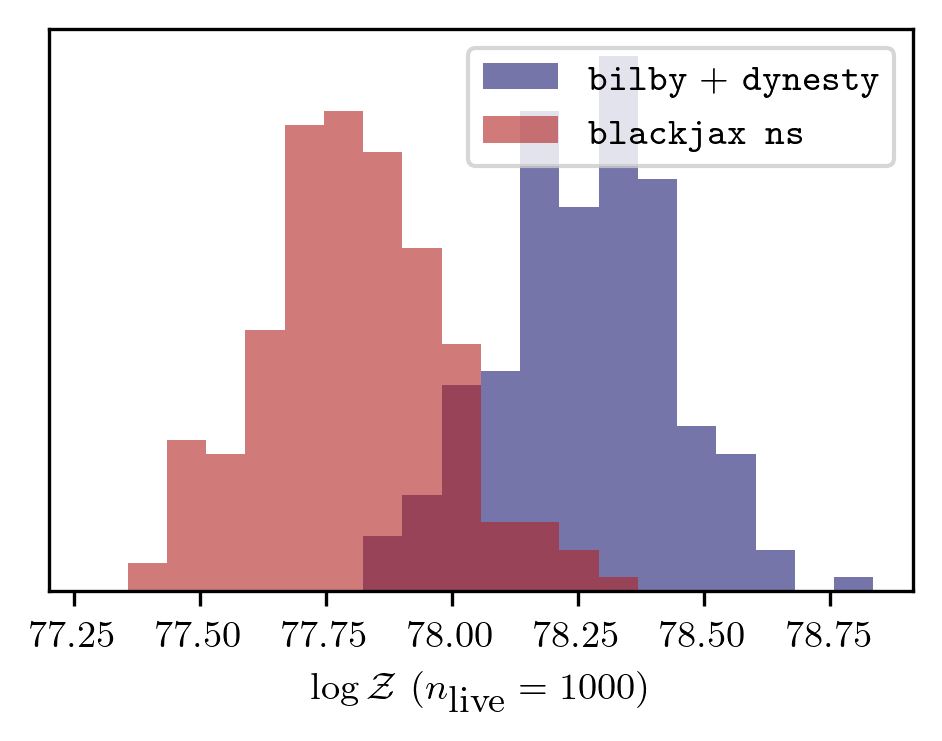 bilby + dynesty
blackjax ns
77.25 77.50 77.75 78.00 78.25 78.50 78.75
log 𝒵 (n_live = 1000)